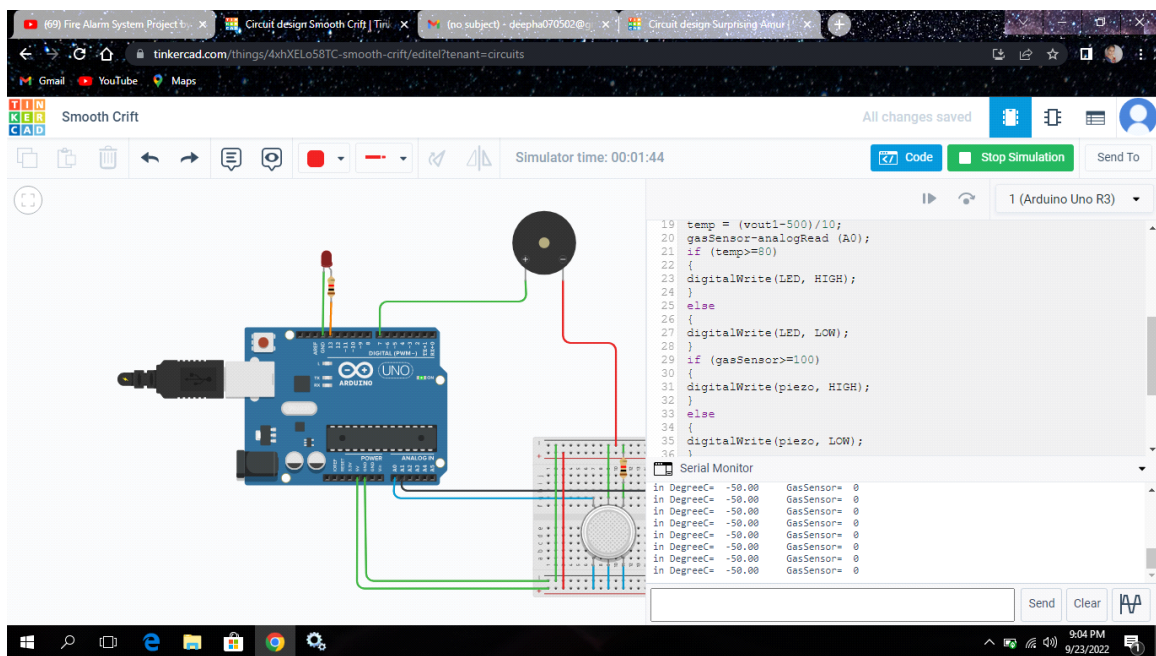 (69) Fire Alarm System Project b
Circuit design Smooth Crift | Tin
(no subject) - deepha070502@
Circuit design Surprising Amur
tinkercad.com/things/4xhXELo58TC-smooth-crift/editel?tenant=circuits
Gmail YouTube Maps
TIN
KER
CAD
Smooth Crift
All changes saved
Simulator time: 00:01:44
Code
Stop Simulation
Send To
1 (Arduino Uno R3)
19 temp = (vout1-500)/10;
20 gasSensor-analogRead (A0);
21 if (temp>=80)
22 {
23 digitalWrite(LED, HIGH);
24 }
25 else
26 {
27 digitalWrite(LED, LOW);
28 }
29 if (gasSensor>=100)
30 {
31 digitalWrite(piezo, HIGH);
32 }
33 else
34 {
35 digitalWrite(piezo, LOW);
36 }
DIGITAL (PWM~)
UNO
ARDUINO
POWER
ANALOG IN
Serial Monitor
in DegreeC= -50.00 GasSensor= 0
in DegreeC= -50.00 GasSensor= 0
in DegreeC= -50.00 GasSensor= 0
in DegreeC= -50.00 GasSensor= 0
in DegreeC= -50.00 GasSensor= 0
in DegreeC= -50.00 GasSensor= 0
in DegreeC= -50.00 GasSensor= 0
Send
Clear
9:04 PM
9/23/2022